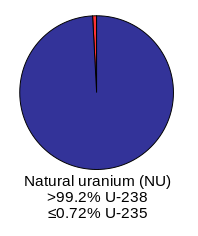 Natural uranium (NU)
>99.2% U-238
≤0.72% U-235